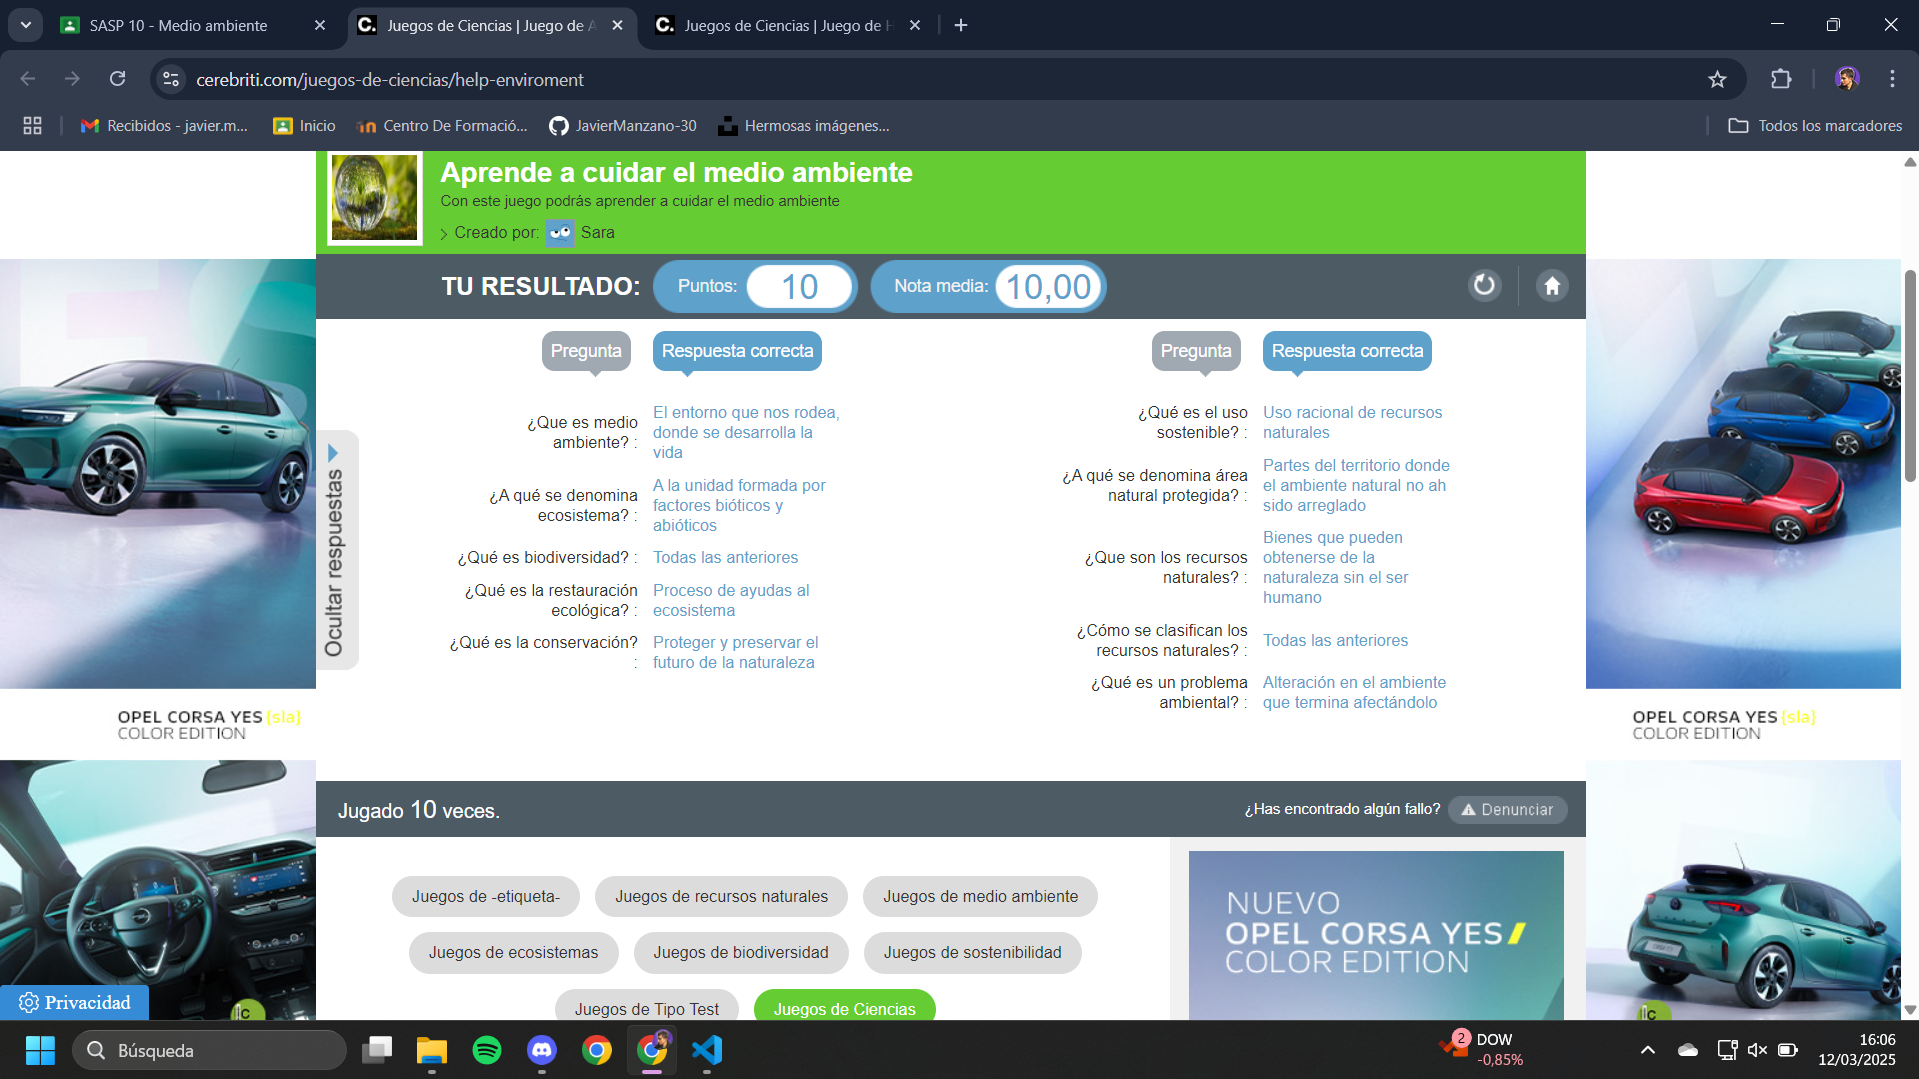 SASP 10 - Medio ambiente
Juegos de Ciencias | Juego de A
Juegos de Ciencias | Juego de H
cerebriti.com/juegos-de-ciencias/help-enviroment
Recibidos - javier.m...
Inicio
Centro De Formació...
JavierManzano-30
Hermosas imágenes...
Todos los marcadores
Aprende a cuidar el medio ambiente
Con este juego podrás aprender a cuidar el medio ambiente
Creado por: Sara
TU RESULTADO: Puntos: 10 Nota media: 10,00
Ocultar respuestas
Pregunta Respuesta correcta
¿Que es medio
ambiente? :
El entorno que nos rodea,
donde se desarrolla la
vida
¿A qué se denomina
ecosistema? :
A la unidad formada por
factores bióticos y
abióticos
¿Qué es biodiversidad? : Todas las anteriores
¿Qué es la restauración
ecológica? :
Proceso de ayudas al
ecosistema
¿Qué es la conservación?
:
Proteger y preservar el
futuro de la naturaleza
Pregunta Respuesta correcta
¿Qué es el uso
sostenible? :
Uso racional de recursos
naturales
¿A qué se denomina área
natural protegida? :
Partes del territorio donde
el ambiente natural no ah
sido arreglado
¿Que son los recursos
naturales? :
Bienes que pueden
obtenerse de la
naturaleza sin el ser
humano
¿Cómo se clasifican los
recursos naturales? :
Todas las anteriores
¿Qué es un problema
ambiental? :
Alteración en el ambiente
que termina afectándolo
OPEL CORSA YES {sla}
COLOR EDITION
OPEL CORSA YES {sla}
COLOR EDITION
Jugado 10 veces.
¿Has encontrado algún fallo? Denunciar
Juegos de -etiqueta-
Juegos de recursos naturales
Juegos de medio ambiente
Juegos de ecosistemas
Juegos de biodiversidad
Juegos de sostenibilidad
Juegos de Tipo Test
Juegos de Ciencias
NUEVO
OPEL CORSA YES/
COLOR EDITION
Privacidad
Búsqueda
2
DOW
-0,85%
16:06
12/03/2025